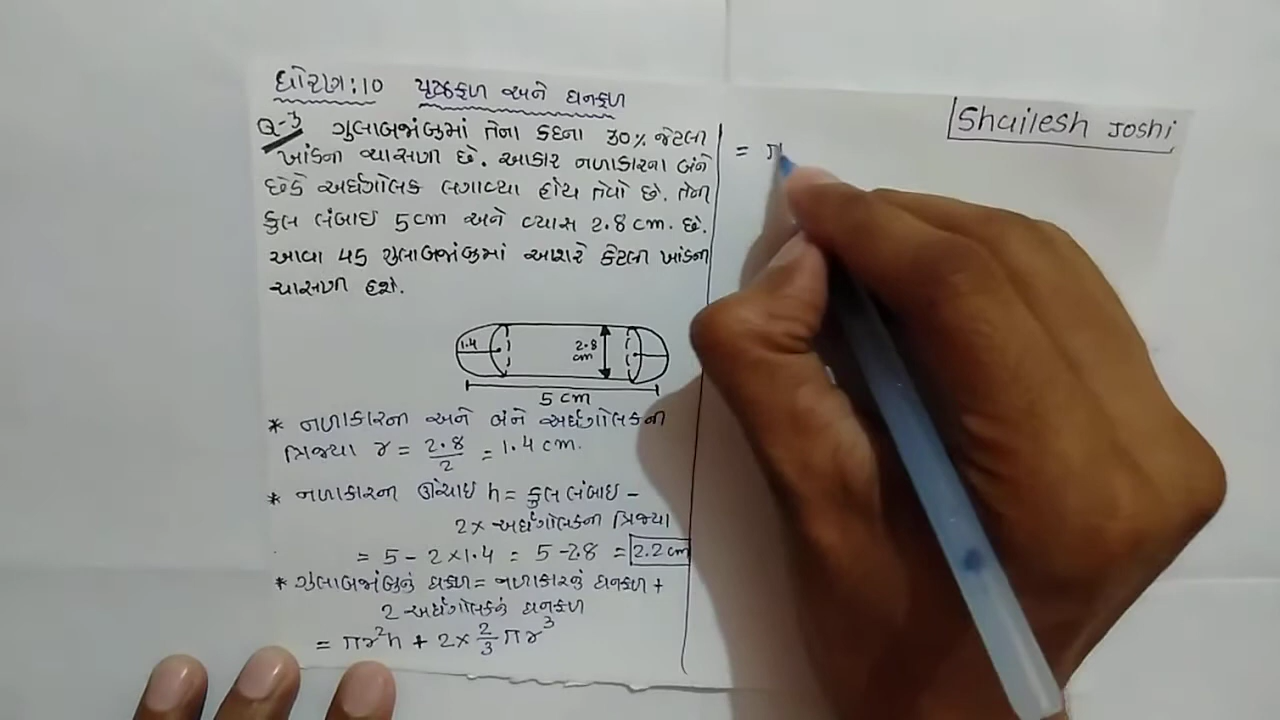 ધોરણ:10 પૃષ્ઠફળ અને ઘનફળ
Shailesh Joshi
Q-3 ગુલાબજાંબુમાં તેના કદના 30% જેટલી
ખાંડની ચાસણી છે. આકાર નળાકારના બંને
છેડે અર્ધગોલક લગાવ્યા હોય તેવો છે. તેની
કુલ લંબાઈ 5 cm અને વ્યાસ 2.8 cm. છે.
આવા 45 ગુલાબજાંબુમાં આશરે કેટલી ખાંડની
ચાસણી હશે.
1.4
2.8
cm
5 cm
* નળાકારની અને બંને અર્ધગોલકની
ત્રિજ્યા r = 2.8/2 = 1.4 cm.
* નળાકારની ઊંચાઈ h = કુલ લંબાઈ -
2 x અર્ધગોલકની ત્રિજ્યા
= 5 - 2 x 1.4 = 5 - 2.8 = 2.2 cm
* ગુલાબજાંબુનું ઘનફળ = નળાકારનું ઘનફળ +
2 અર્ધગોલકનું ઘનફળ
= πr²h + 2 x 2/3 πr³
= π